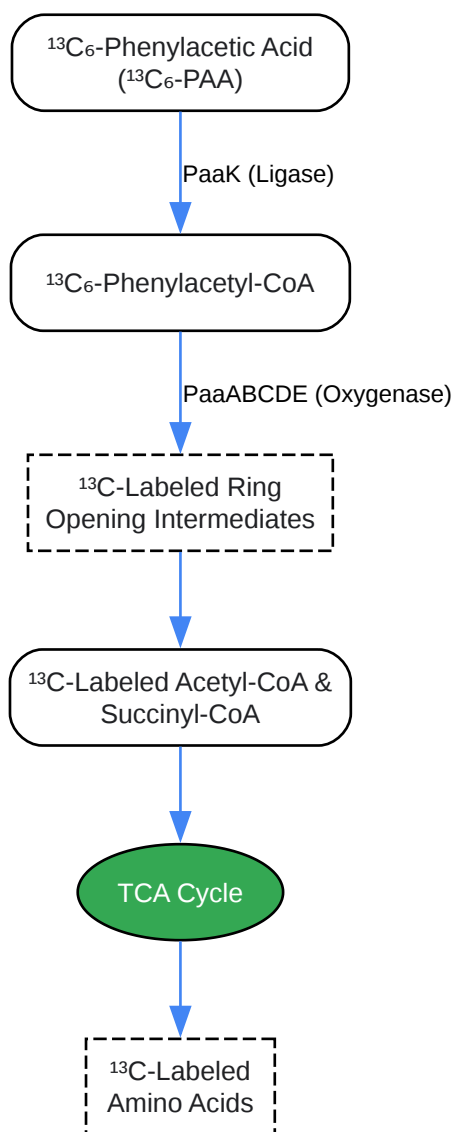 ¹³C₆-Phenylacetic Acid
(¹³C₆-PAA)
PaaK (Ligase)
¹³C₆-Phenylacetyl-CoA
PaaABCDE (Oxygenase)
¹³C-Labeled Ring
Opening Intermediates
¹³C-Labeled Acetyl-CoA &
Succinyl-CoA
TCA Cycle
¹³C-Labeled
Amino Acids